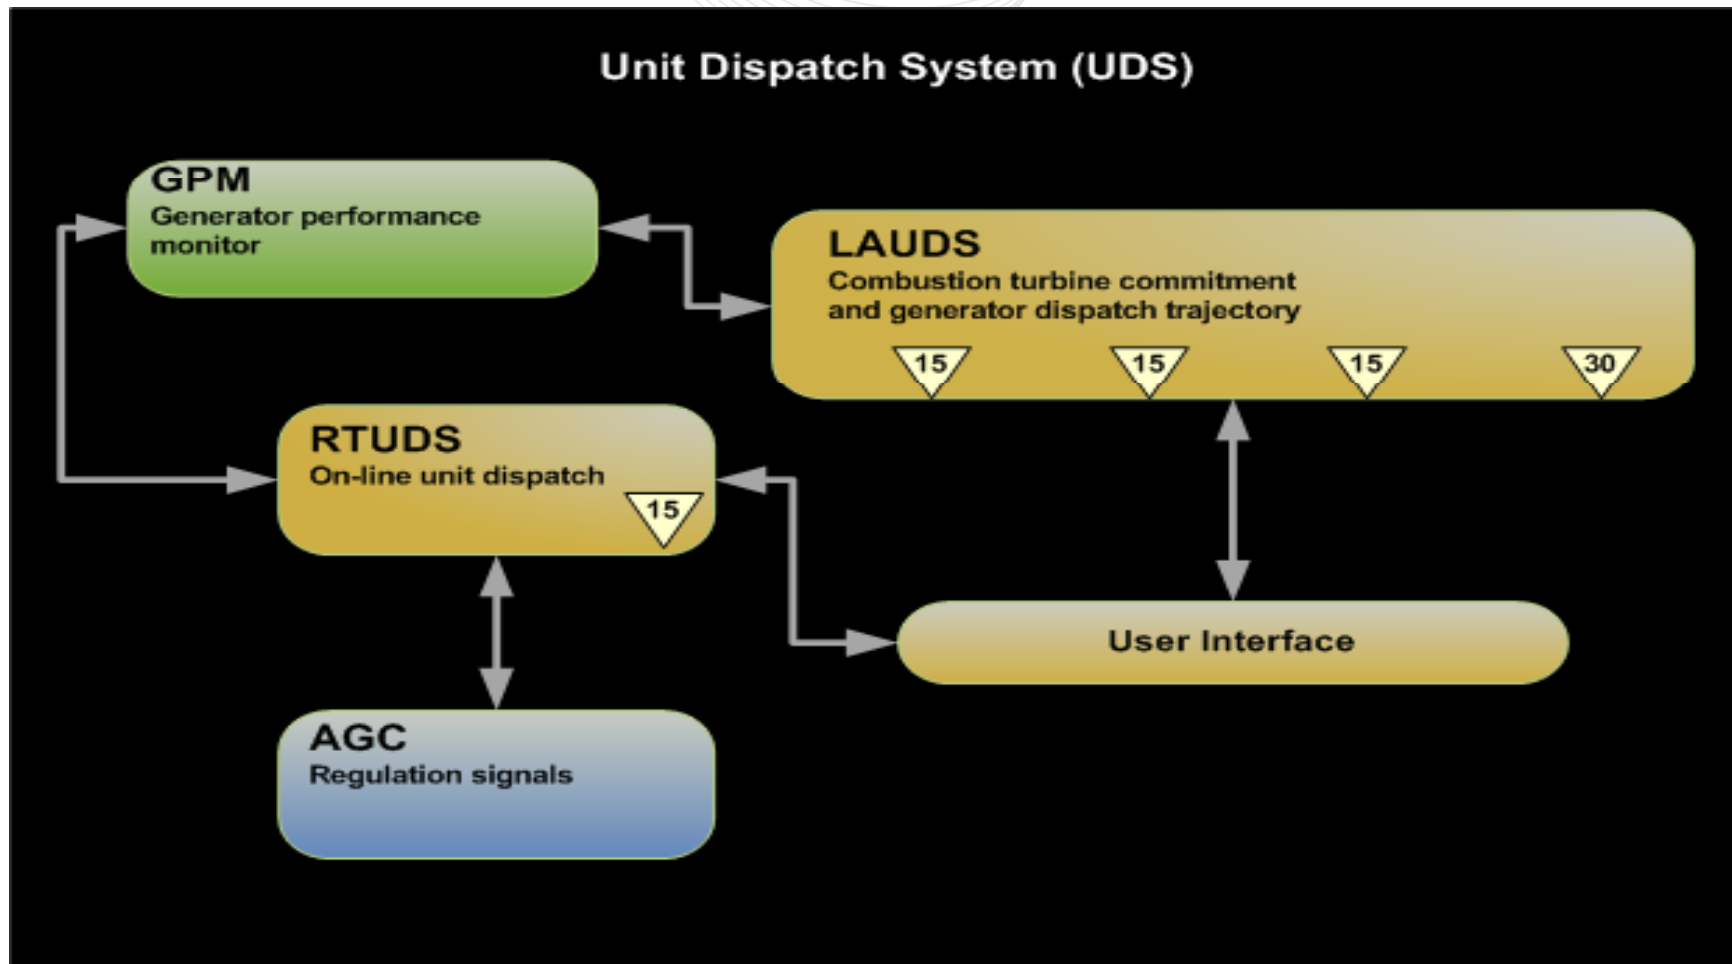 Unit Dispatch System (UDS)
GPM
Generator performance
monitor
LAUDS
Combustion turbine commitment
and generator dispatch trajectory
15
15
15
30
RTUDS
On-line unit dispatch
15
User Interface
AGC
Regulation signals